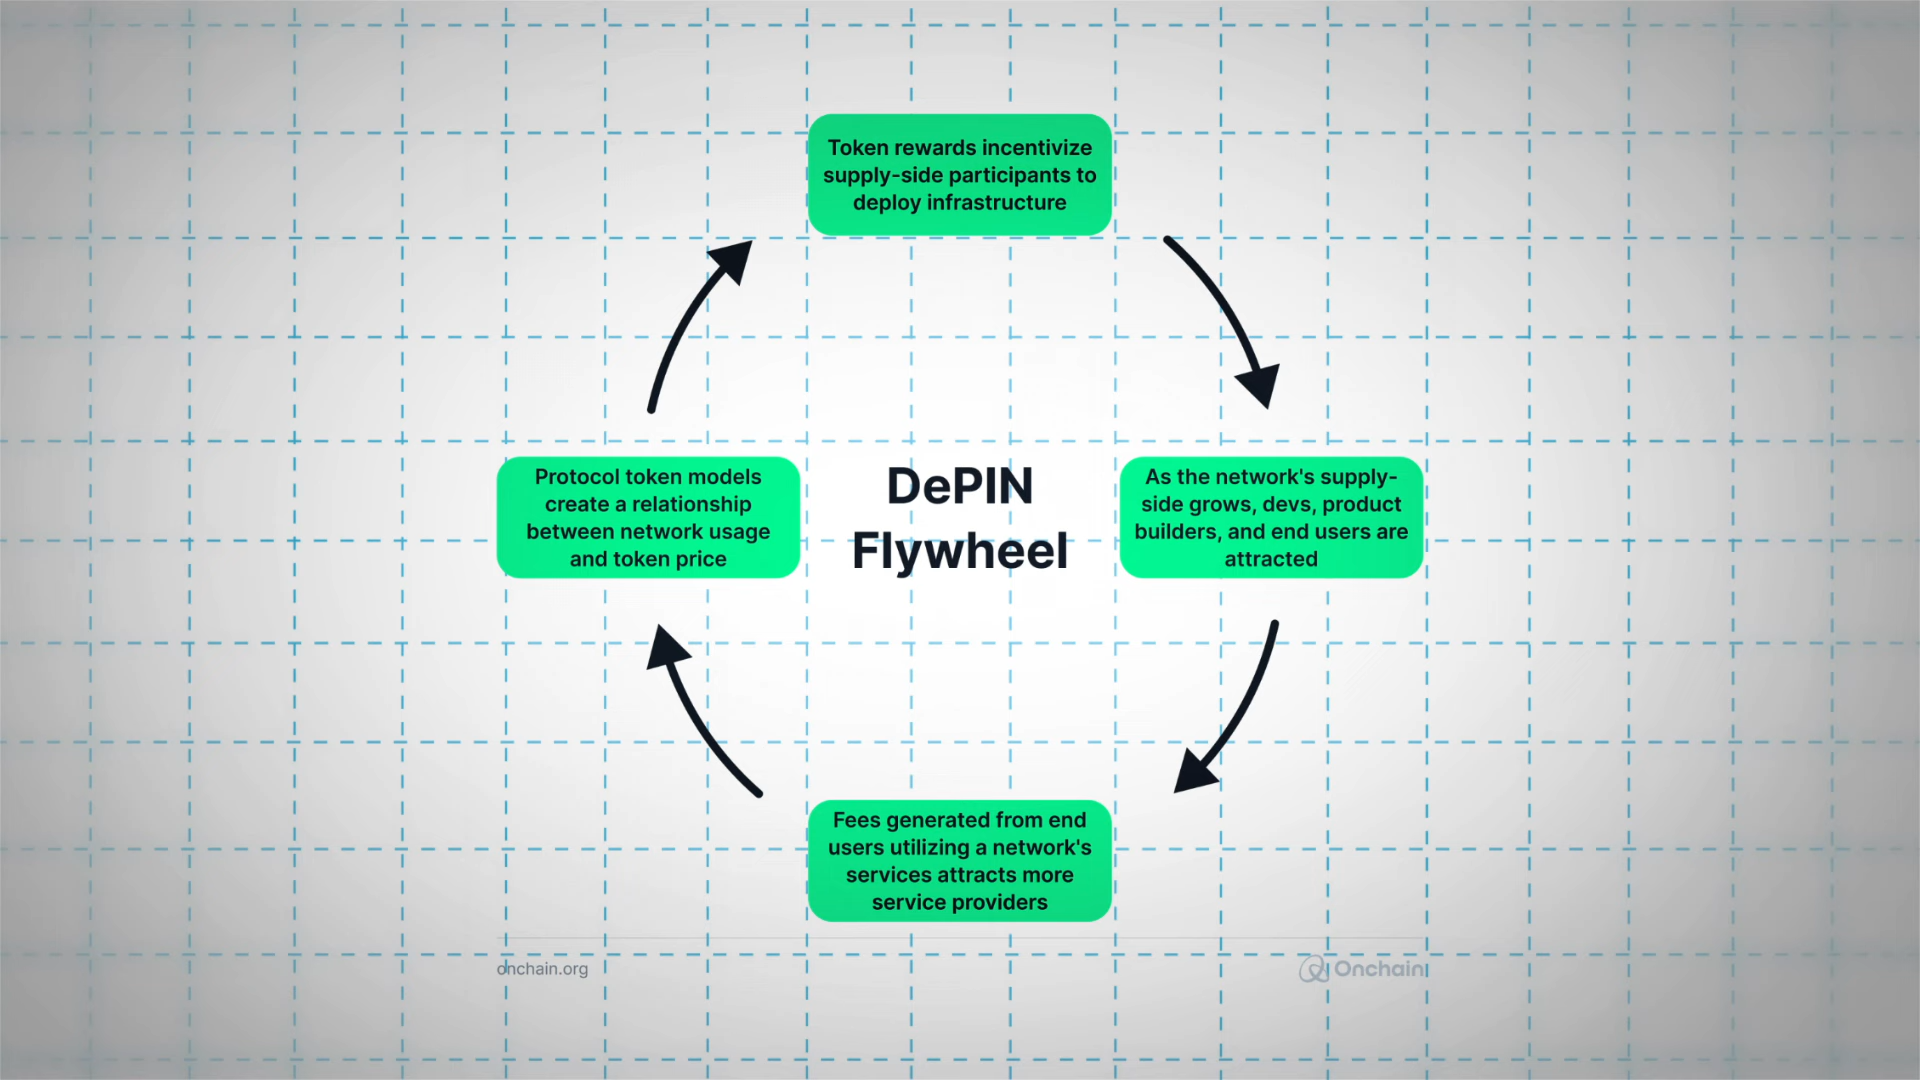 Token rewards incentivize
supply-side participants to
deploy infrastructure
Protocol token models
create a relationship
between network usage
and token price
DePIN
Flywheel
As the network's supply-
side grows, devs, product
builders, and end users are
attracted
Fees generated from end
users utilizing a network's
services attracts more
service providers
onchain.org
Onchain